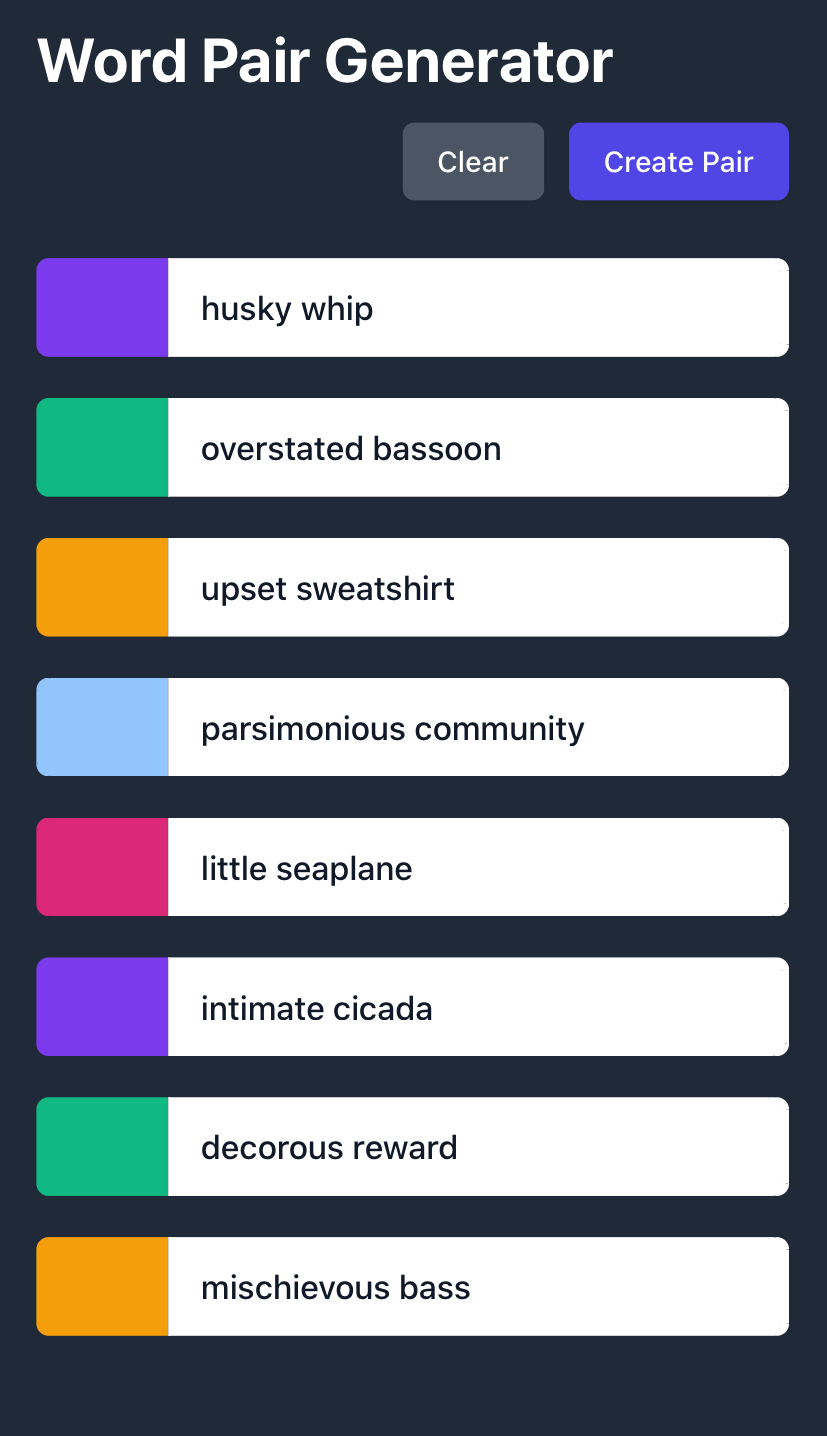 Word Pair Generator
Clear Create Pair
husky whip
overstated bassoon
upset sweatshirt
parsimonious community
little seaplane
intimate cicada
decorous reward
mischievous bass